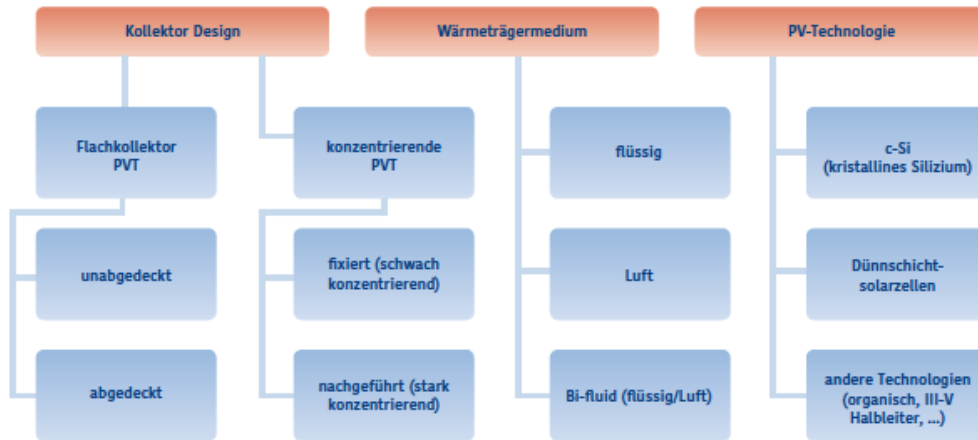 Kollektor Design
Wärmeträgermedium
PV-Technologie
Flachkollektor
PVT
konzentrierende
PVT
flüssig
c-Si
(kristallines Silizium)
unabgedeckt
fixiert (schwach
konzentrierend)
Luft
Dünnschicht-
solarzellen
abgedeckt
nachgeführt (stark
konzentrierend)
Bi-fluid (flüssig/Luft)
andere Technologien
(organisch, III-V
Halbleiter, ...)